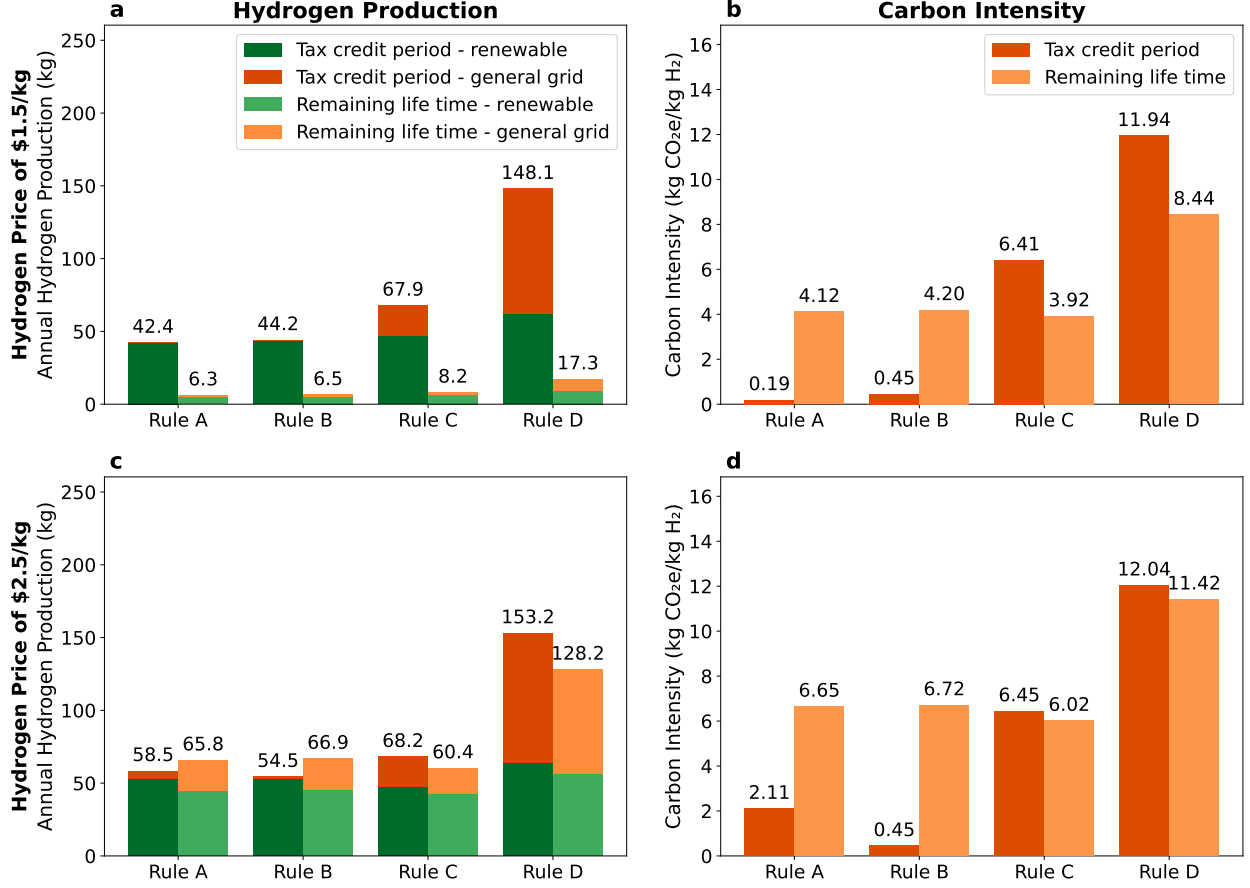 a
Hydrogen Production
Hydrogen Price of $1.5/kg
Annual Hydrogen Production (kg)
250
200
150
100
50
0
Tax credit period - renewable
Tax credit period - general grid
Remaining life time - renewable
Remaining life time - general grid
42.4
6.3
44.2
6.5
67.9
8.2
148.1
17.3
Rule A
Rule B
Rule C
Rule D
b
Carbon Intensity
Carbon Intensity (kg CO₂e/kg H₂)
16
14
12
10
8
6
4
2
0
Tax credit period
Remaining life time
0.19
4.12
0.45
4.20
6.41
3.92
11.94
8.44
Rule A
Rule B
Rule C
Rule D
c
Hydrogen Price of $2.5/kg
Annual Hydrogen Production (kg)
250
200
150
100
50
0
58.5
65.8
54.5
66.9
68.2
60.4
153.2
128.2
Rule A
Rule B
Rule C
Rule D
d
Carbon Intensity (kg CO₂e/kg H₂)
16
14
12
10
8
6
4
2
0
2.11
6.65
0.45
6.72
6.45
6.02
12.04
11.42
Rule A
Rule B
Rule C
Rule D